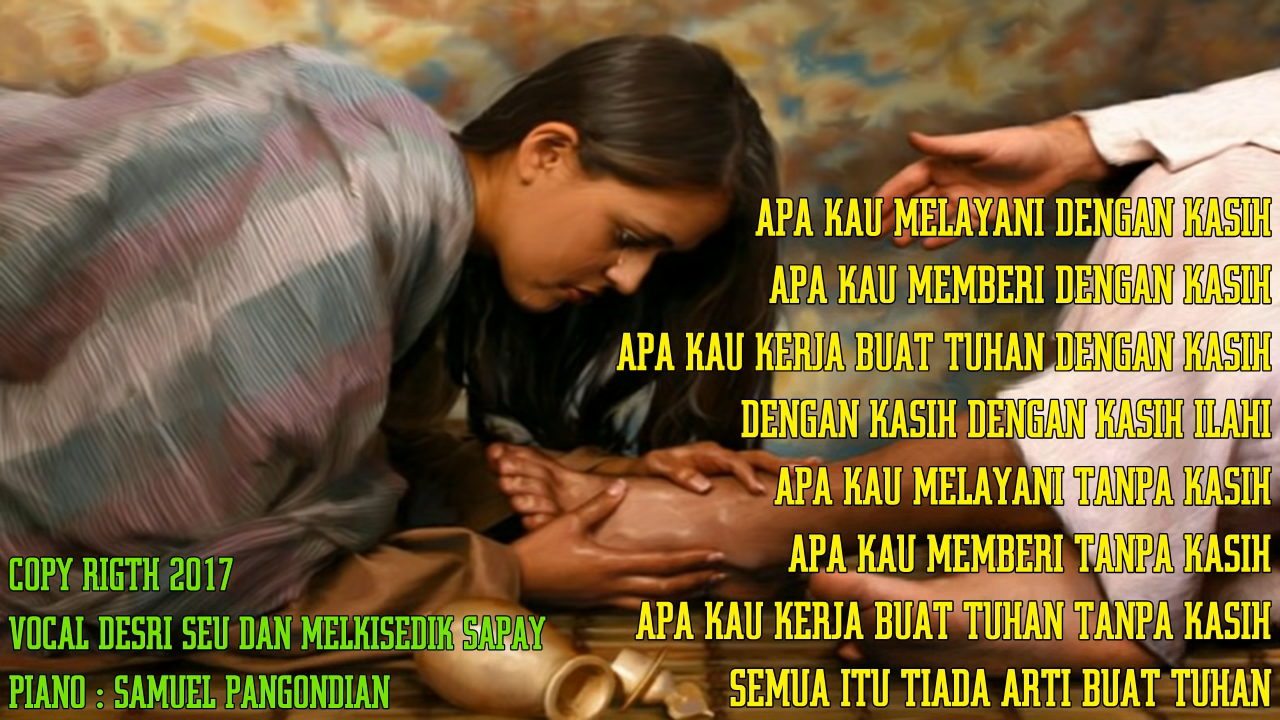 APA KAU MELAYANI DENGAN KASIH
APA KAU MEMBERI DENGAN KASIH
APA KAU KERJA BUAT TUHAN DENGAN KASIH
DENGAN KASIH DENGAN KASIH ILAHI
APA KAU MELAYANI TANPA KASIH
APA KAU MEMBERI TANPA KASIH
APA KAU KERJA BUAT TUHAN TANPA KASIH
SEMUA ITU TIADA ARTI BUAT TUHAN
COPY RIGTH 2017
VOCAL DESRI SEU DAN MELKISEDIK SAPAY
PIANO : SAMUEL PANGONDIAN